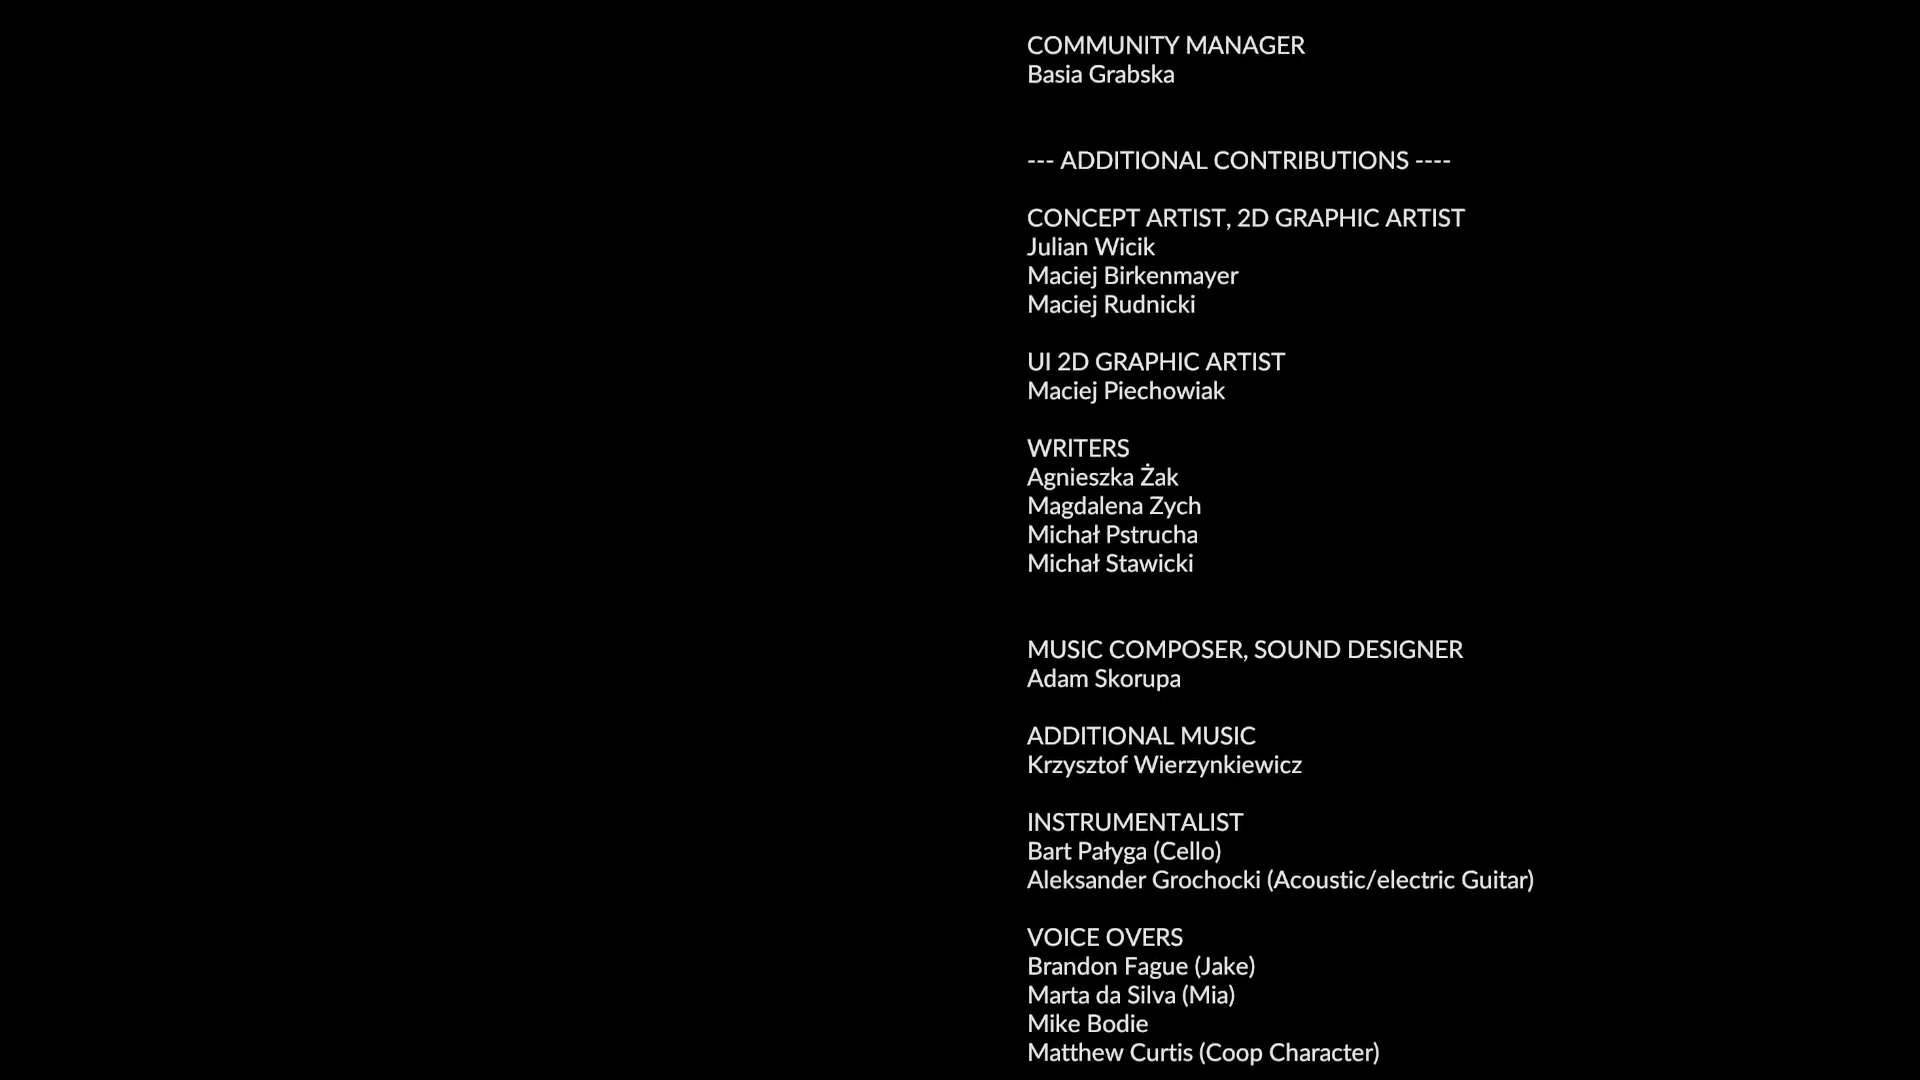 COMMUNITY MANAGER
Basia Grabska
--- ADDITIONAL CONTRIBUTIONS ----
CONCEPT ARTIST, 2D GRAPHIC ARTIST
Julian Wicik
Maciej Birkenmayer
Maciej Rudnicki
UI 2D GRAPHIC ARTIST
Maciej Piechowiak
WRITERS
Agnieszka Żak
Magdalena Zych
Michał Pstrucha
Michał Stawicki
MUSIC COMPOSER, SOUND DESIGNER
Adam Skorupa
ADDITIONAL MUSIC
Krzysztof Wierzynkiewicz
INSTRUMENTALIST
Bart Pałyga (Cello)
Aleksander Grochocki (Acoustic/electric Guitar)
VOICE OVERS
Brandon Fague (Jake)
Marta da Silva (Mia)
Mike Bodie
Matthew Curtis (Coop Character)